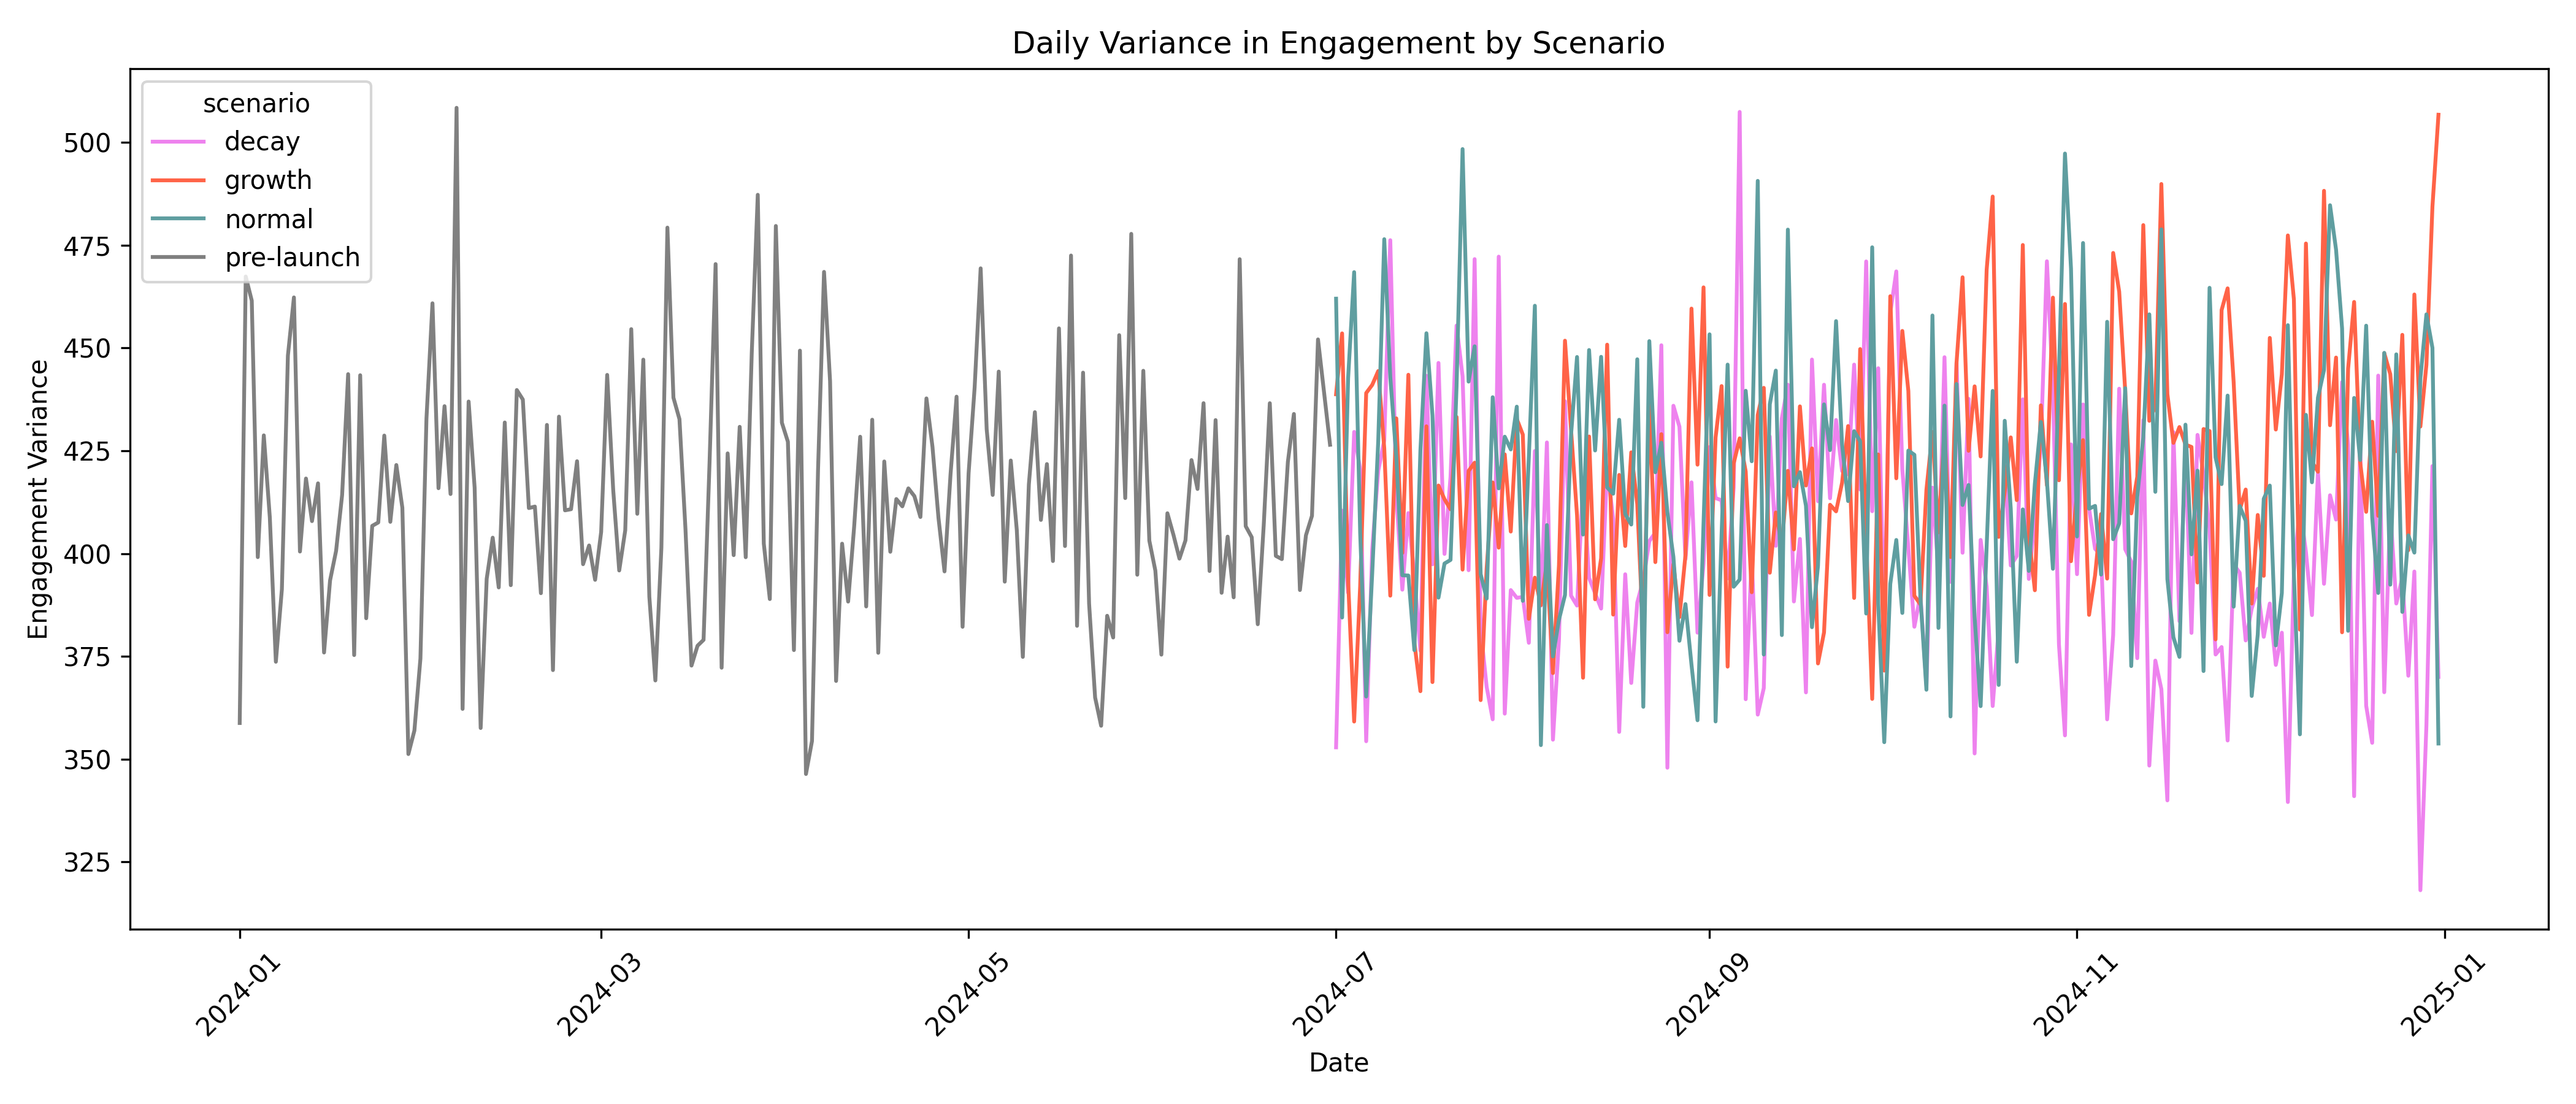 Daily Variance in Engagement by Scenario
scenario
decay
growth
normal
pre-launch
Engagement Variance
500
475
450
425
400
375
350
325
2024-01
2024-03
2024-05
2024-07
2024-09
2024-11
2025-01
Date